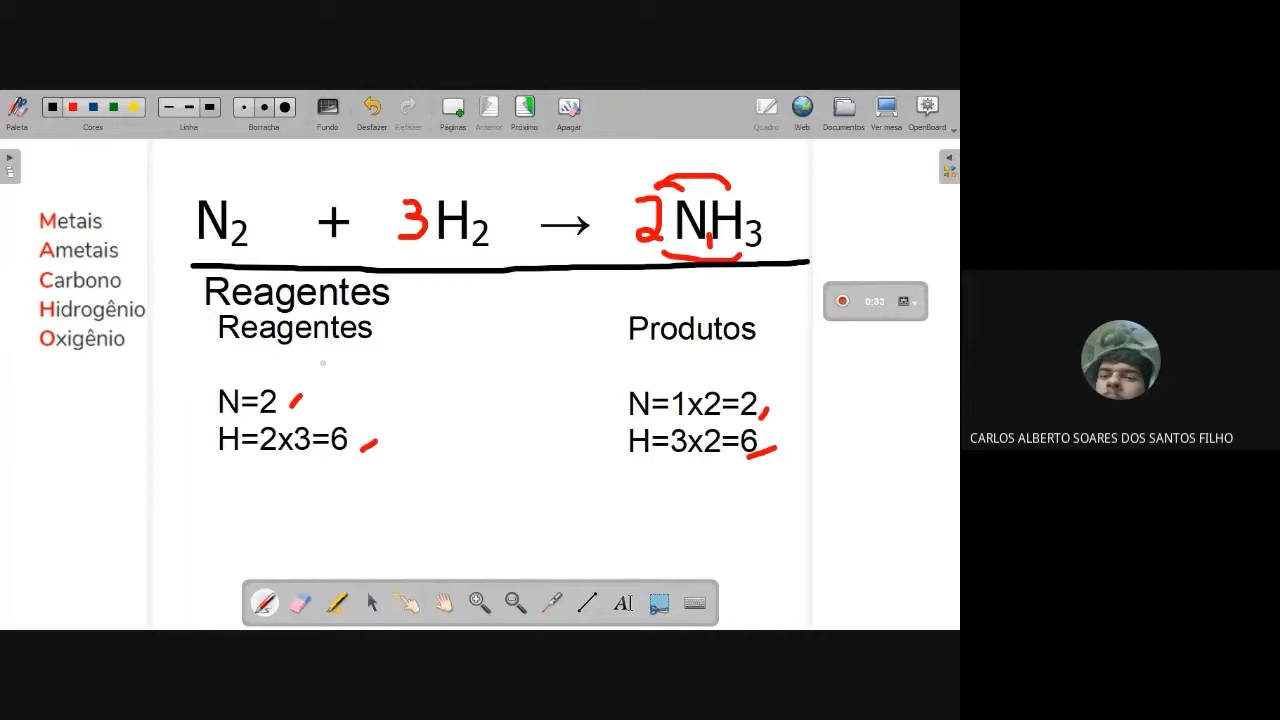 Paleta Cores Linha Borracha Fundo Desfazer Refazer Páginas Anterior Próximo Apagar Quadro Web Documentos Ver mesa OpenBoard
N2 + 3H2 → 2NH3
1
Metais
Ametais
Carbono
Hidrogênio
Oxigênio
Reagentes
Reagentes
Produtos
N=2
H=2x3=6
N=1x2=2
H=3x2=6
0:33
AI
CARLOS ALBERTO SOARES DOS SANTOS FILHO